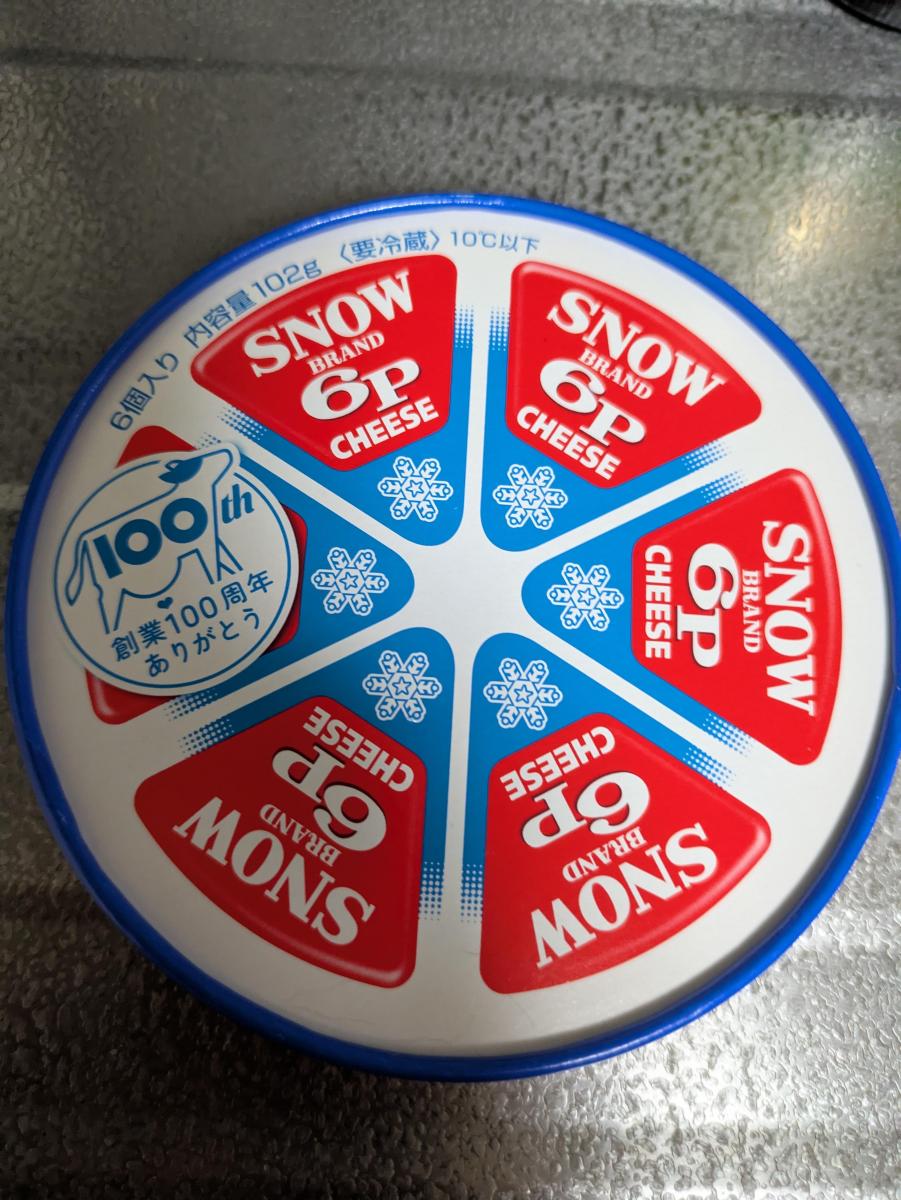 6個入り 内容量102g 〈要冷蔵〉 10℃以下
SNOW
BRAND
6P
CHEESE
SNOW
BRAND
6P
CHEESE
SNOW
BRAND
6P
CHEESE
SNOW
BRAND
6P
CHEESE
SNOW
BRAND
6P
CHEESE
100th
創業100周年
ありがとう